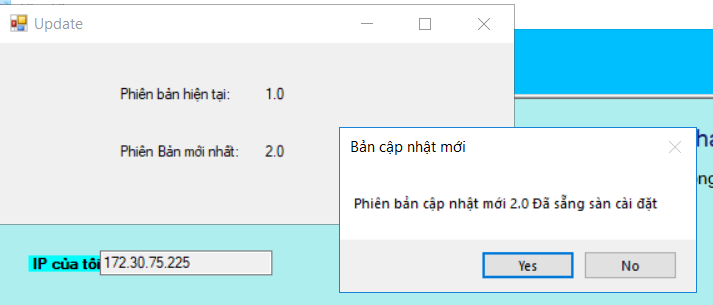 Update
Phiên bản hiện tại: 1.0
Phiên Bản mới nhất: 2.0
Bản cập nhật mới
Phiên bản cập nhật mới 2.0 Đã sẵng sàn cài đặt
Yes No
IP của tôi 172.30.75.225